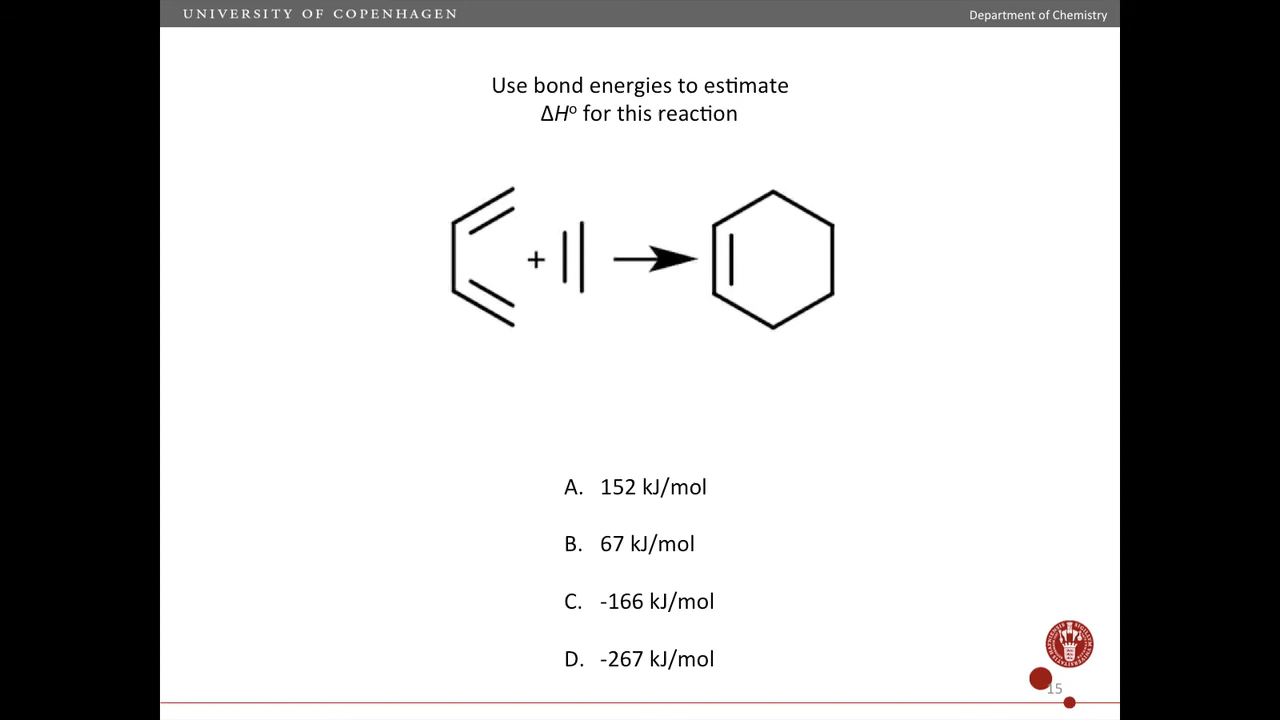 UNIVERSITY OF COPENHAGEN
Department of Chemistry
Use bond energies to estimate
ΔHº for this reaction
+
A. 152 kJ/mol
B. 67 kJ/mol
C. -166 kJ/mol
D. -267 kJ/mol
15